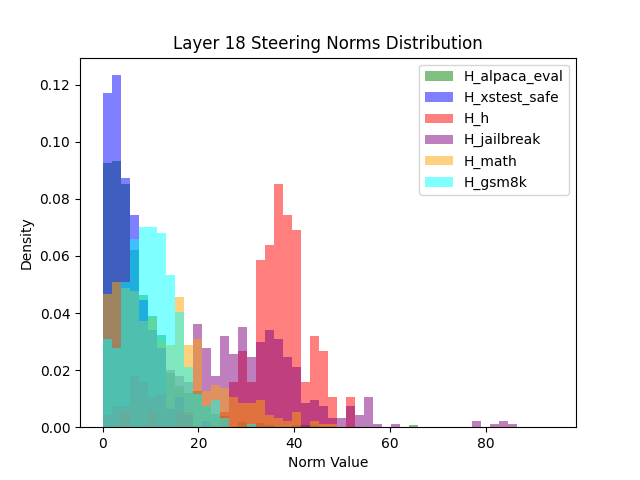 Layer 18 Steering Norms Distribution
H_alpaca_eval
H_xstest_safe
H_h
H_jailbreak
H_math
H_gsm8k
Density
0.12
0.10
0.08
0.06
0.04
0.02
0.00
0
20
40
60
80
Norm Value